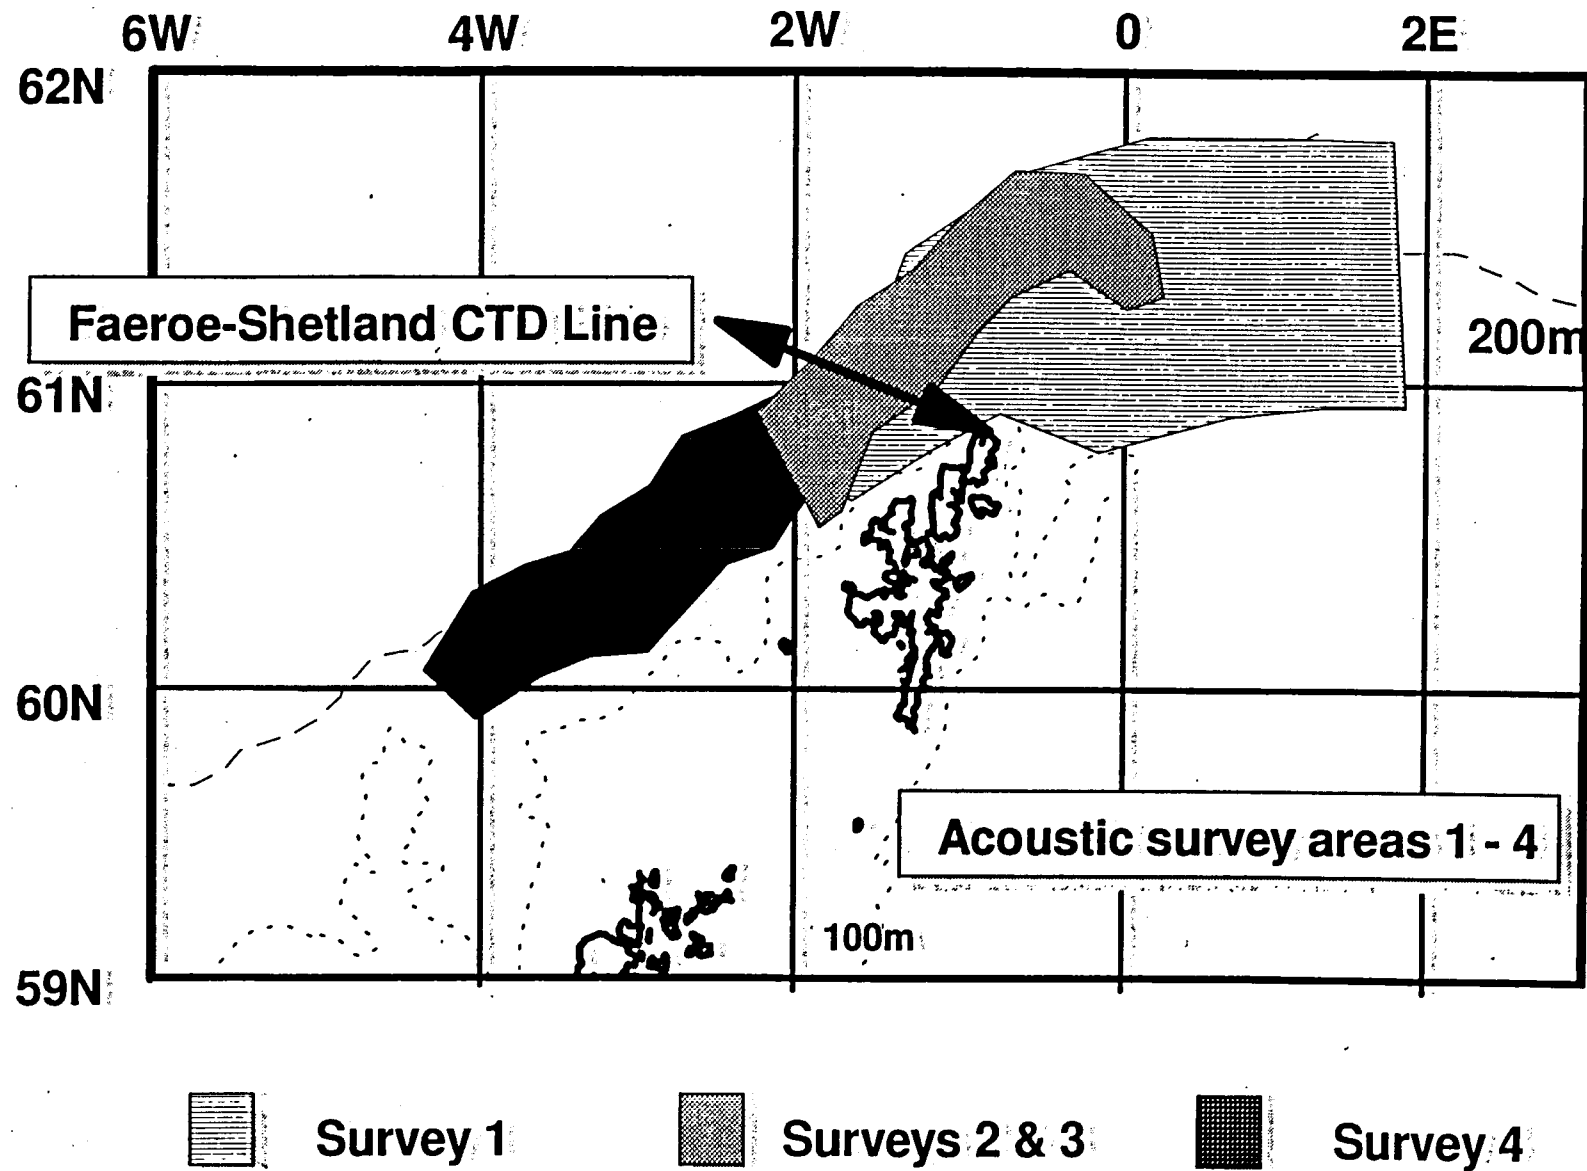 6W 4W 2W 0 2E
62N
Faeroe-Shetland CTD Line
200m
61N
60N
Acoustic survey areas 1 - 4
100m
59N
Survey 1 Surveys 2 & 3 Survey 4